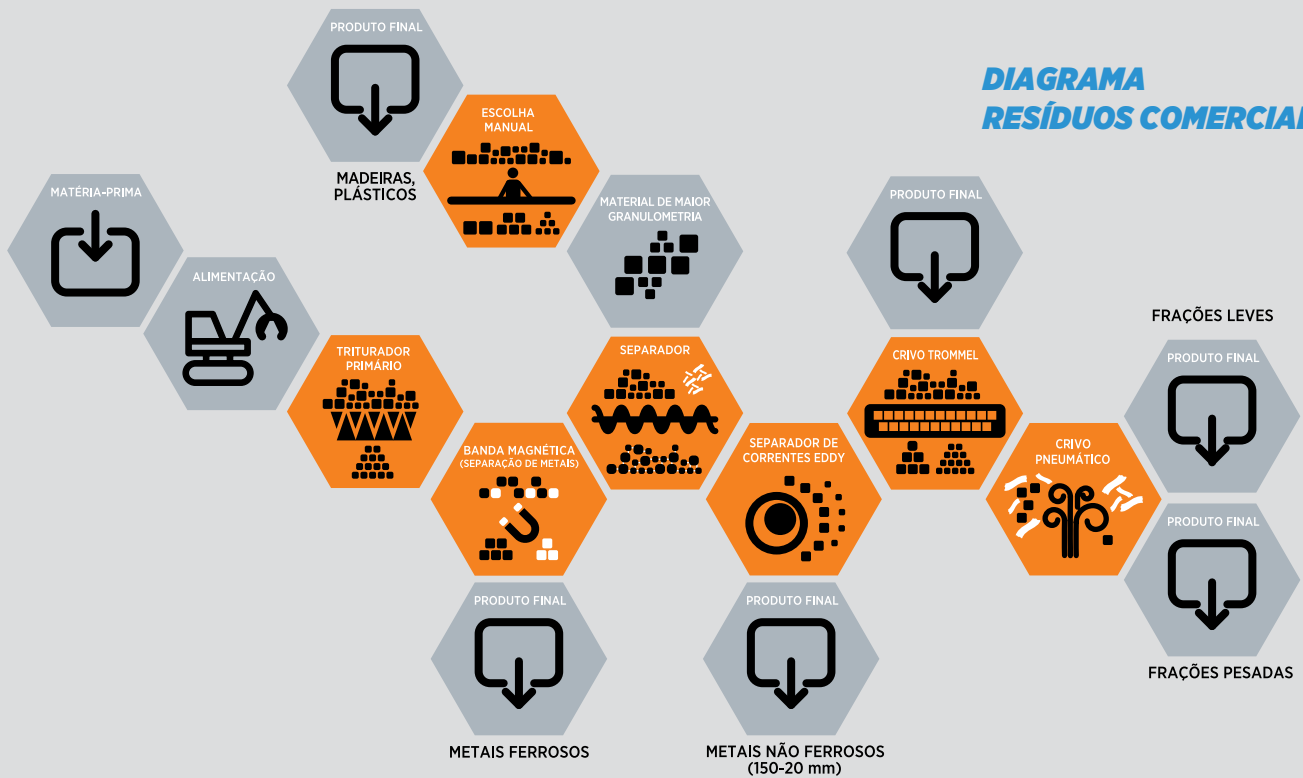 DIAGRAMA
RESÍDUOS COMERCIAI
PRODUTO FINAL
MADEIRAS,
PLÁSTICOS
ESCOLHA
MANUAL
MATÉRIA-PRIMA
ALIMENTAÇÃO
MATERIAL DE MAIOR
GRANULOMETRIA
PRODUTO FINAL
TRITURADOR
PRIMÁRIO
BANDA MAGNÉTICA
(SEPARAÇÃO DE METAIS)
SEPARADOR
SEPARADOR DE
CORRENTES EDDY
CRIVO TROMMEL
CRIVO
PNEUMÁTICO
FRAÇÕES LEVES
PRODUTO FINAL
PRODUTO FINAL
FRAÇÕES PESADAS
PRODUTO FINAL
METAIS FERROSOS
PRODUTO FINAL
METAIS NÃO FERROSOS
(150-20 mm)